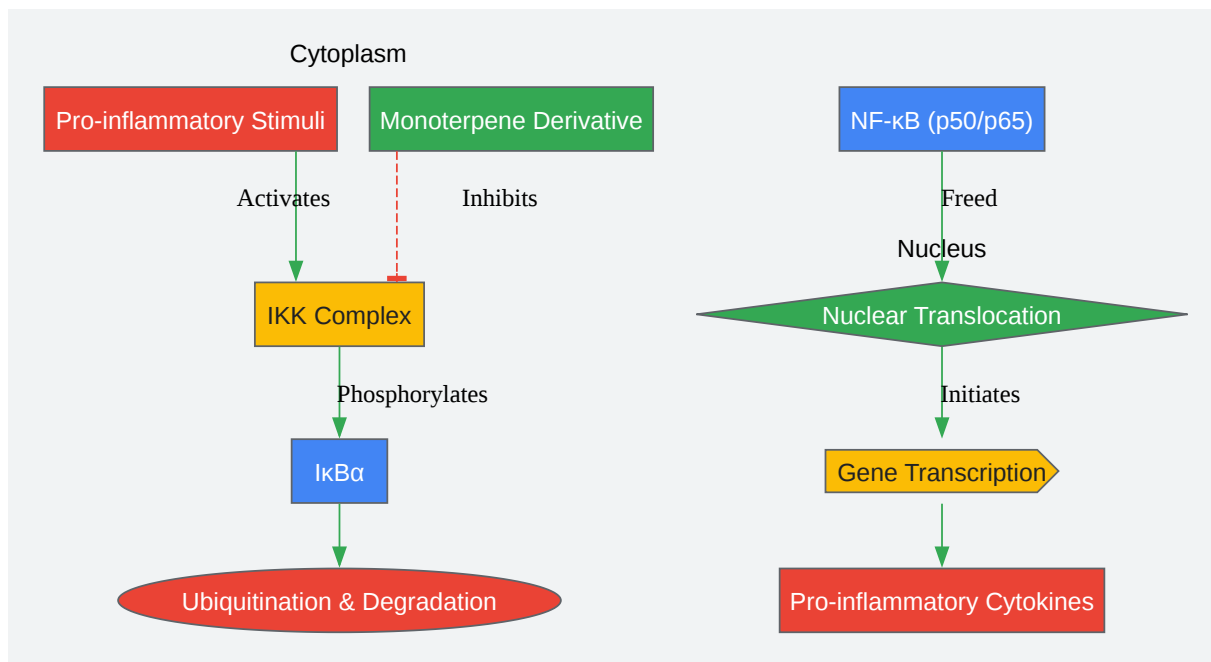 Cytoplasm
Pro-inflammatory Stimuli
Monoterpene Derivative
NF-κB (p50/p65)
Activates
Inhibits
Freed
Nucleus
IKK Complex
Nuclear Translocation
Phosphorylates
Initiates
IκBα
Gene Transcription
Ubiquitination & Degradation
Pro-inflammatory Cytokines